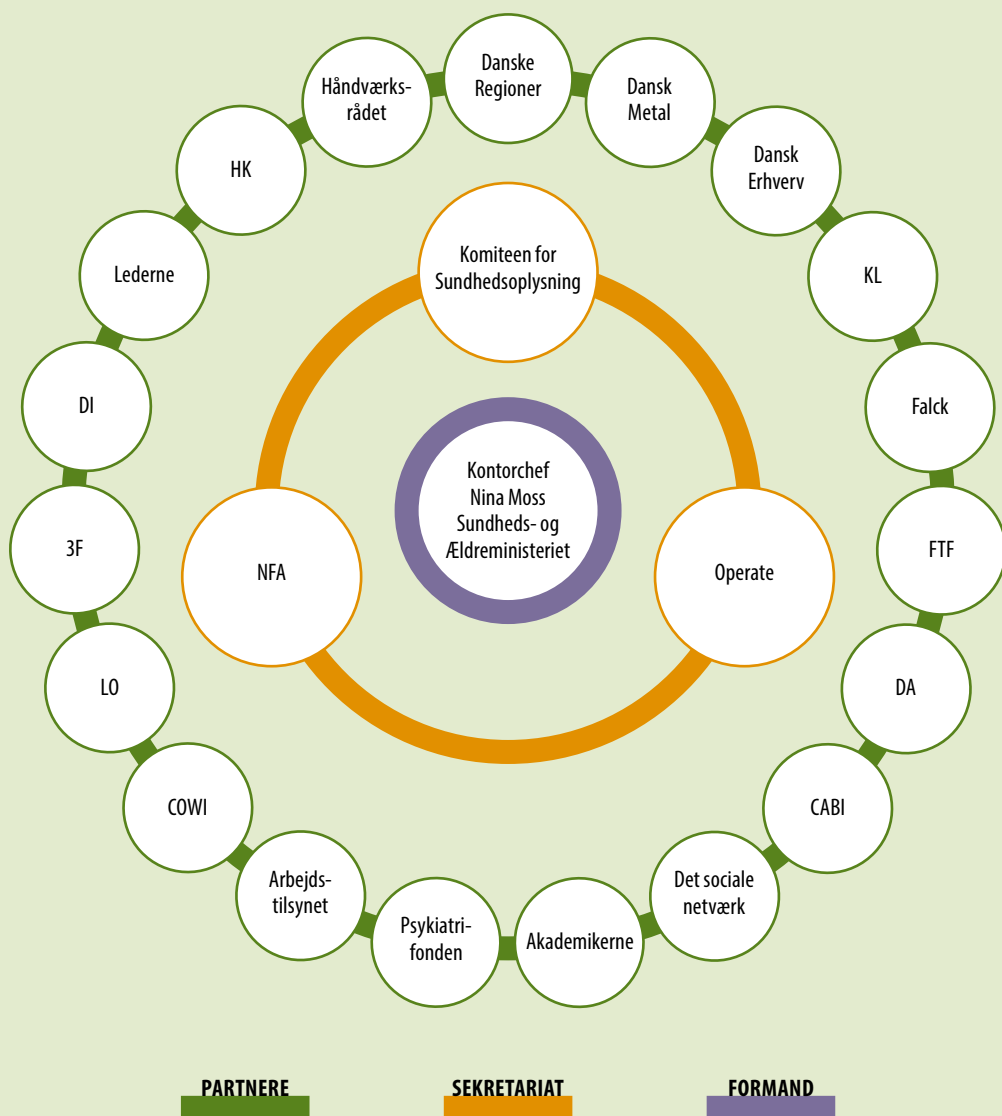 Danske
Regioner
Dansk
Metal
Dansk
Erhverv
KL
Falck
FTF
DA
CABI
Det sociale
netværk
Akademikerne
Psykiatri-
fonden
Arbejds-
tilsynet
COWI
LO
3F
DI
Lederne
HK
Håndværks-
rådet
Komiteen for
Sundhedsoplysning
Operate
NFA
Kontorchef
Nina Moss
Sundheds- og
Ældreministeriet
PARTNERE
SEKRETARIAT
FORMAND